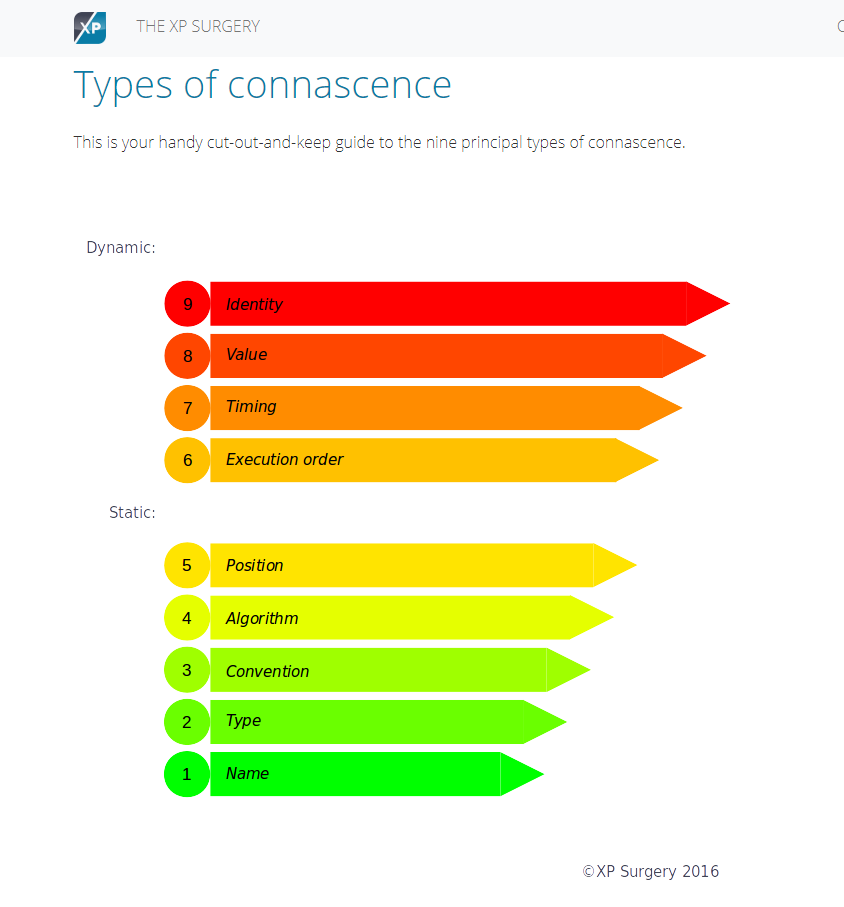 XP THE XP SURGERY
Types of connascence
This is your handy cut-out-and-keep guide to the nine principal types of connascence.
Dynamic:
9 Identity
8 Value
7 Timing
6 Execution order
Static:
5 Position
4 Algorithm
3 Convention
2 Type
1 Name
©XP Surgery 2016